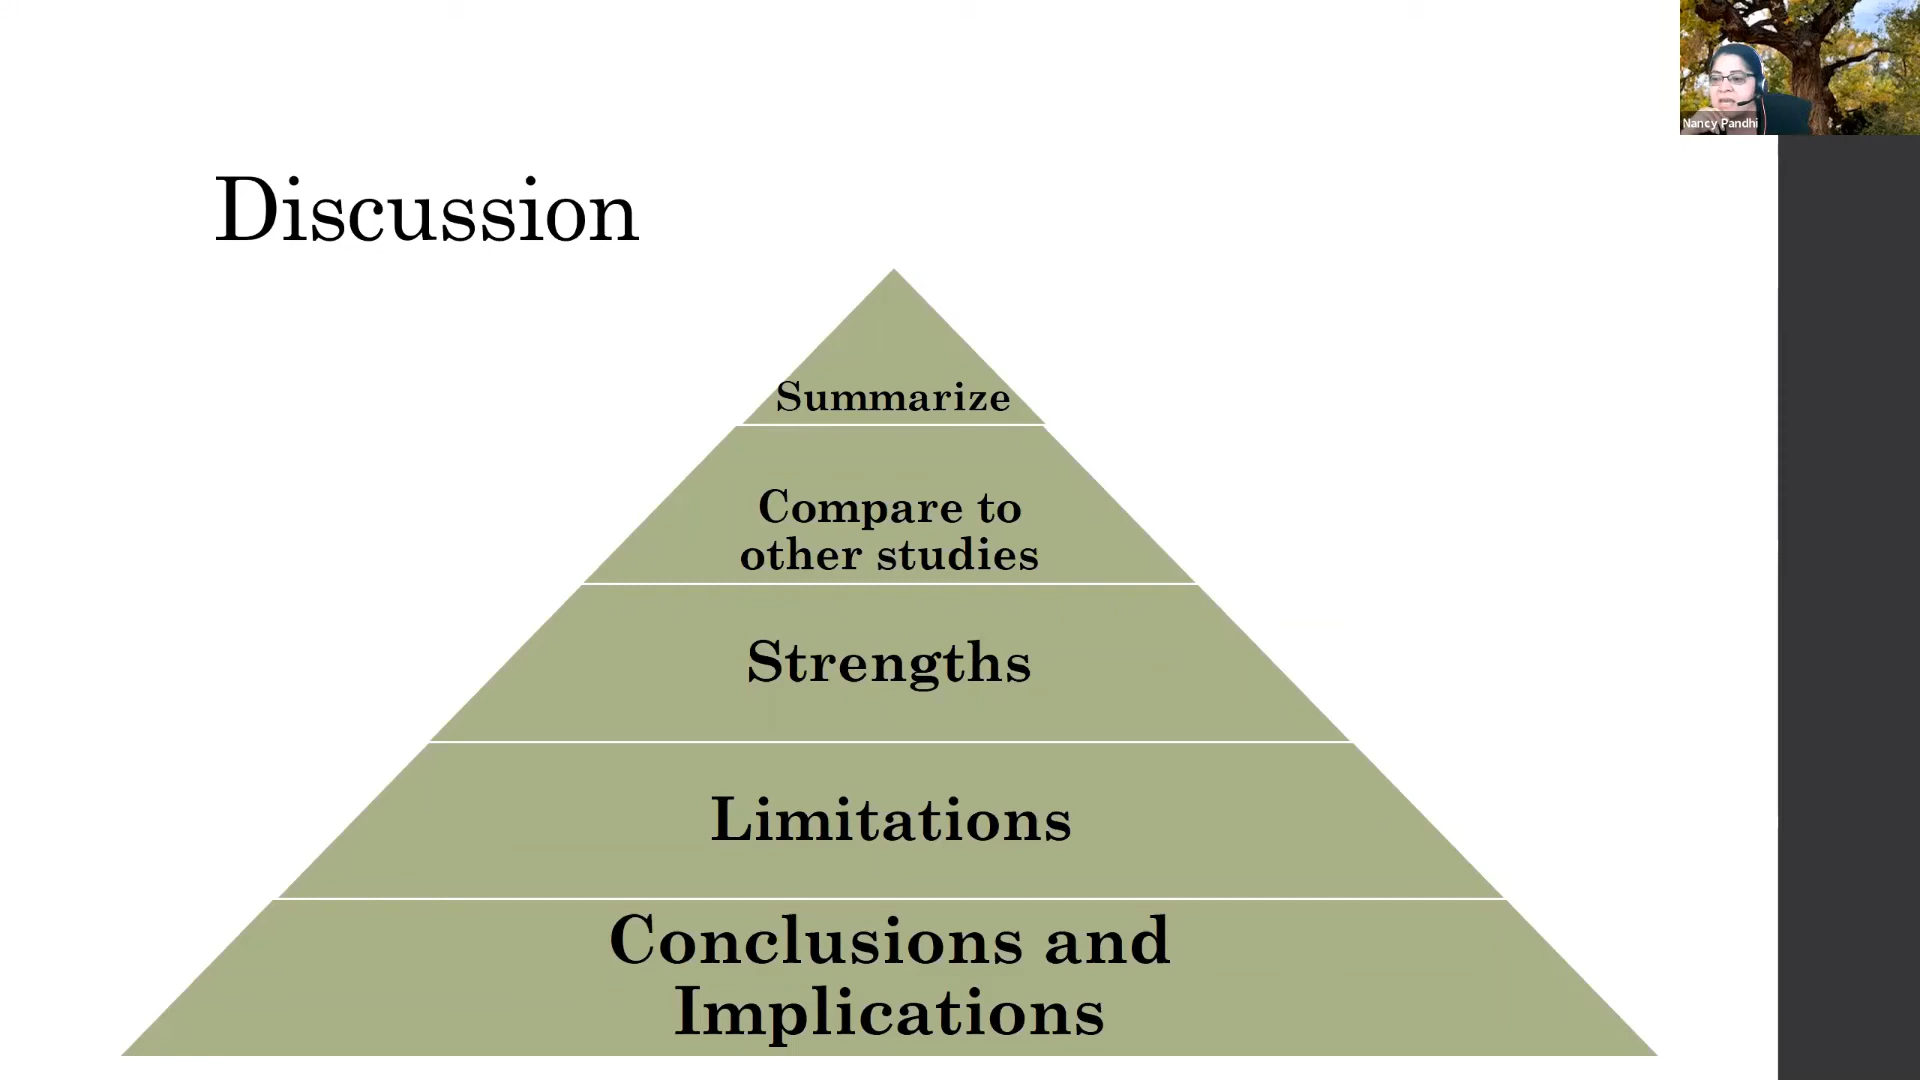 Nancy Pandhi
Discussion
Summarize
Compare to
other studies
Strengths
Limitations
Conclusions and
Implications